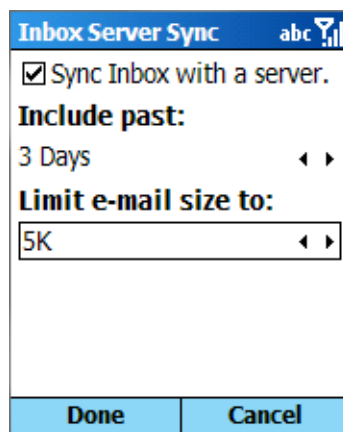 Inbox Server Sync abc
Sync Inbox with a server.
Include past:
3 Days
Limit e-mail size to:
5K
Done Cancel